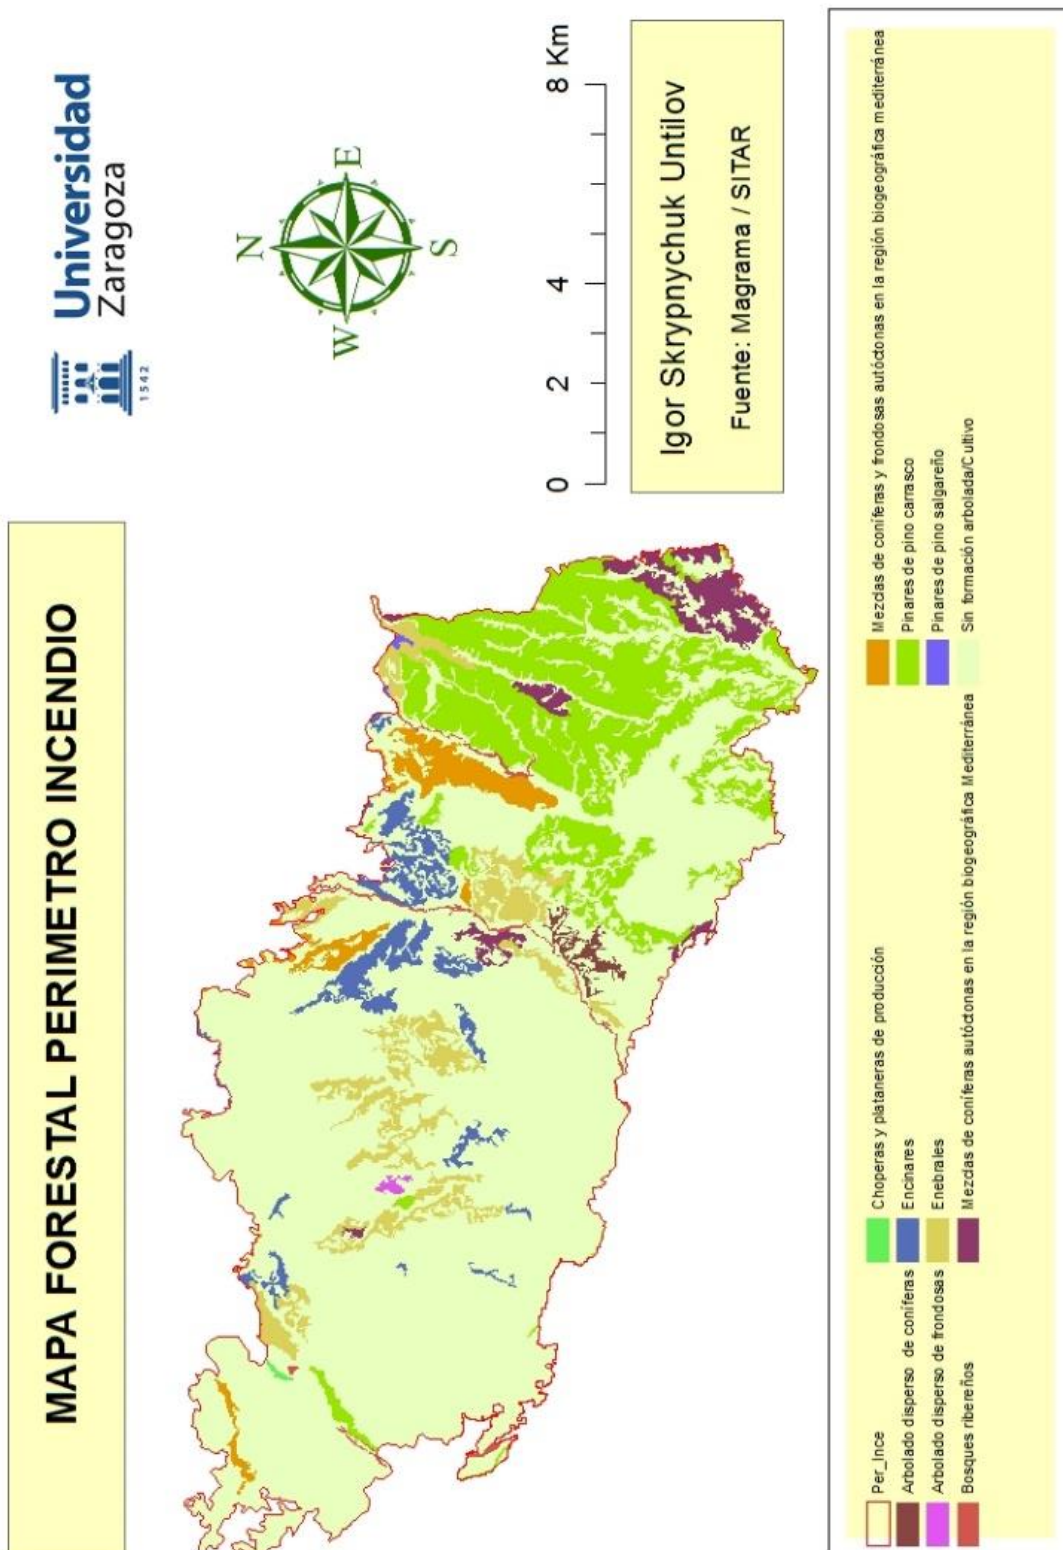 MAPA FORESTAL PERIMETRO INCENDIO
1542
Universidad
Zaragoza
N
W
E
S
0 2 4 8 Km
Igor Skrypnychuk Untilov
Fuente: Magrama / SITAR
Per_Ince
Arbolado disperso de coníferas
Arbolado disperso de frondosas
Bosques ribereños
Choperas y plataneras de producción
Encinares
Enebrales
Mezclas de coníferas autóctonas en la región biogeográfica Mediterránea
Mezclas de coníferas y frondosas autóctonas en la región biogeográfica mediterránea
Pinares de pino carrasco
Pinares de pino salgareño
Sin formación arbolada/Cultivo